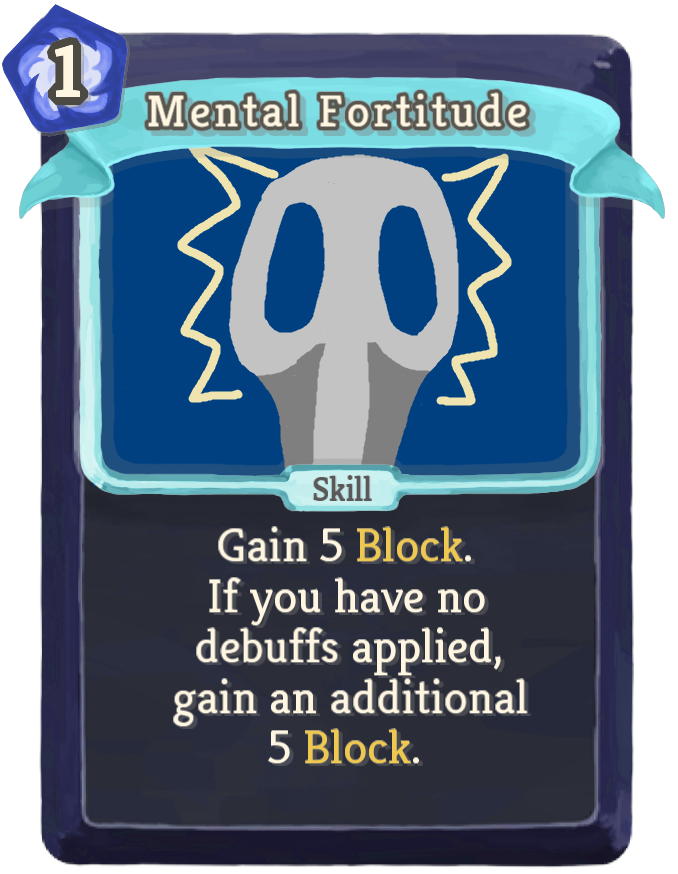 1
Mental Fortitude
Skill
Gain 5 Block.
If you have no
debuffs applied,
gain an additional
5 Block.